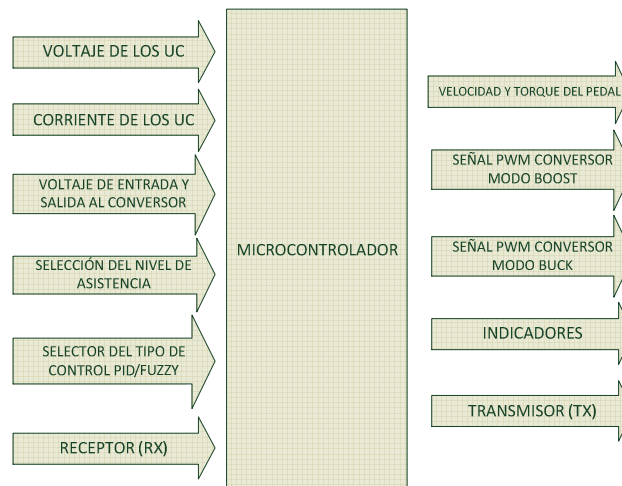 VOLTAJE DE LOS UC
CORRIENTE DE LOS UC
VOLTAJE DE ENTRADA Y
SALIDA AL CONVERSOR
SELECCIÓN DEL NIVEL DE
ASISTENCIA
SELECTOR DEL TIPO DE
CONTROL PID/FUZZY
RECEPTOR (RX)
MICROCONTROLADOR
VELOCIDAD Y TORQUE DEL PEDAL
SEÑAL PWM CONVERSOR
MODO BOOST
SEÑAL PWM CONVERSOR
MODO BUCK
INDICADORES
TRANSMISOR (TX)